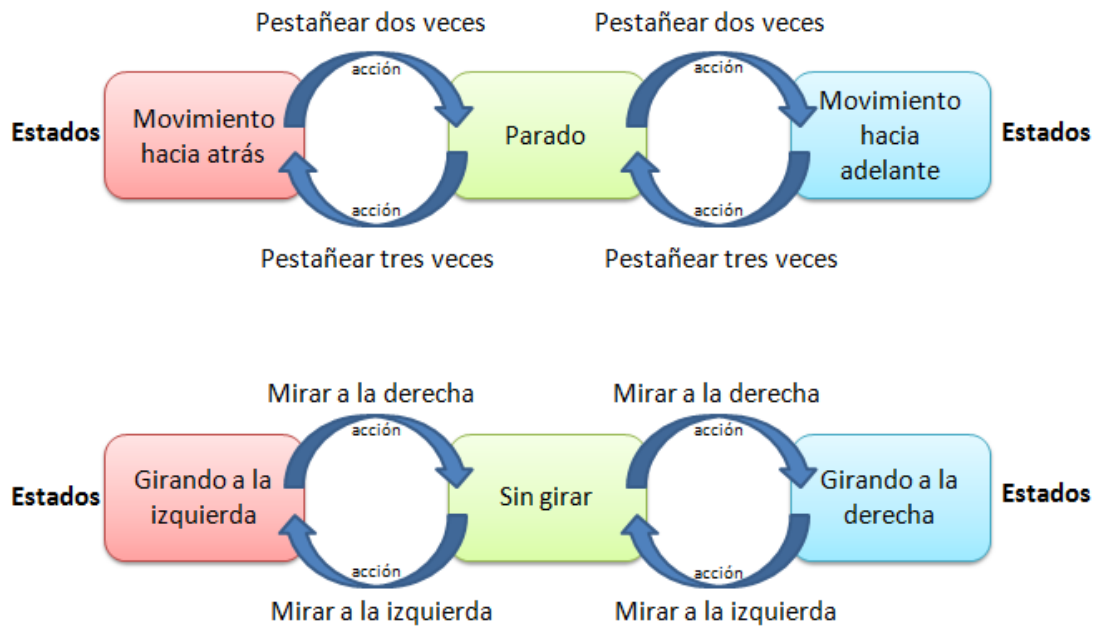 Pestañear dos veces
Pestañear dos veces
acción
acción
Estados
Movimiento
hacia atrás
Parado
Movimiento
hacia
adelante
Estados
acción
acción
Pestañear tres veces
Pestañear tres veces
Mirar a la derecha
Mirar a la derecha
acción
acción
Estados
Girando a la
izquierda
Sin girar
Girando a la
derecha
Estados
acción
acción
Mirar a la izquierda
Mirar a la izquierda